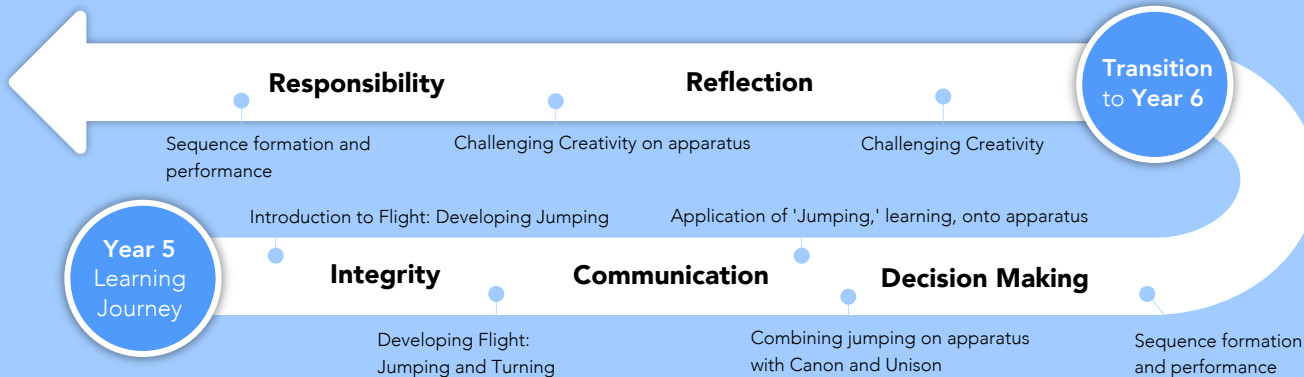 Responsibility
Reflection
Transition
to Year 6
Sequence formation and
performance
Challenging Creativity on apparatus
Challenging Creativity
Introduction to Flight: Developing Jumping
Application of 'Jumping,' learning, onto apparatus
Year 5
Learning
Journey
Integrity
Communication
Decision Making
Developing Flight:
Jumping and Turning
Combining jumping on apparatus
with Canon and Unison
Sequence formation
and performance